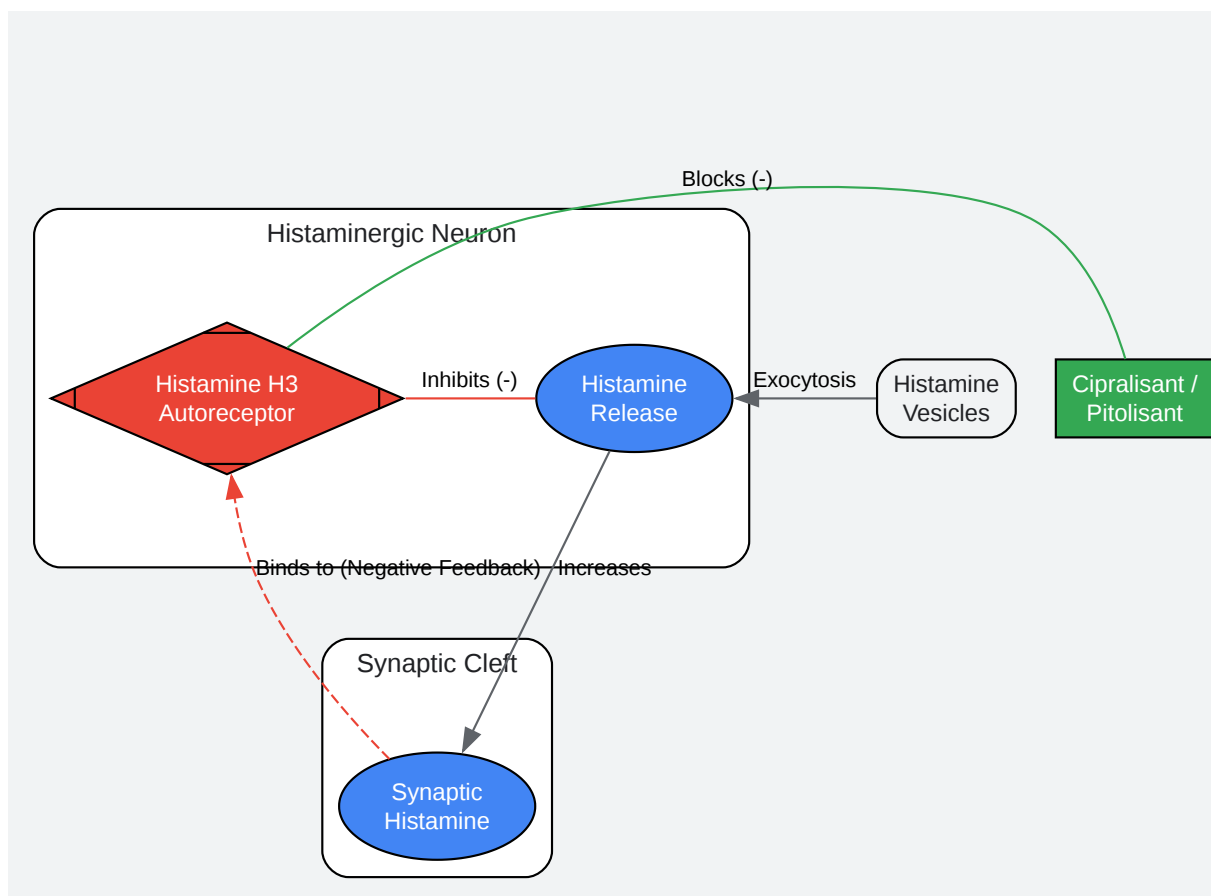 Blocks (-)
Histaminergic Neuron
Histamine H3
Autoreceptor
Inhibits (-)
Histamine
Release
Exocytosis
Histamine
Vesicles
Cipralisant /
Pitolisant
Binds to (Negative Feedback)
Increases
Synaptic Cleft
Synaptic
Histamine